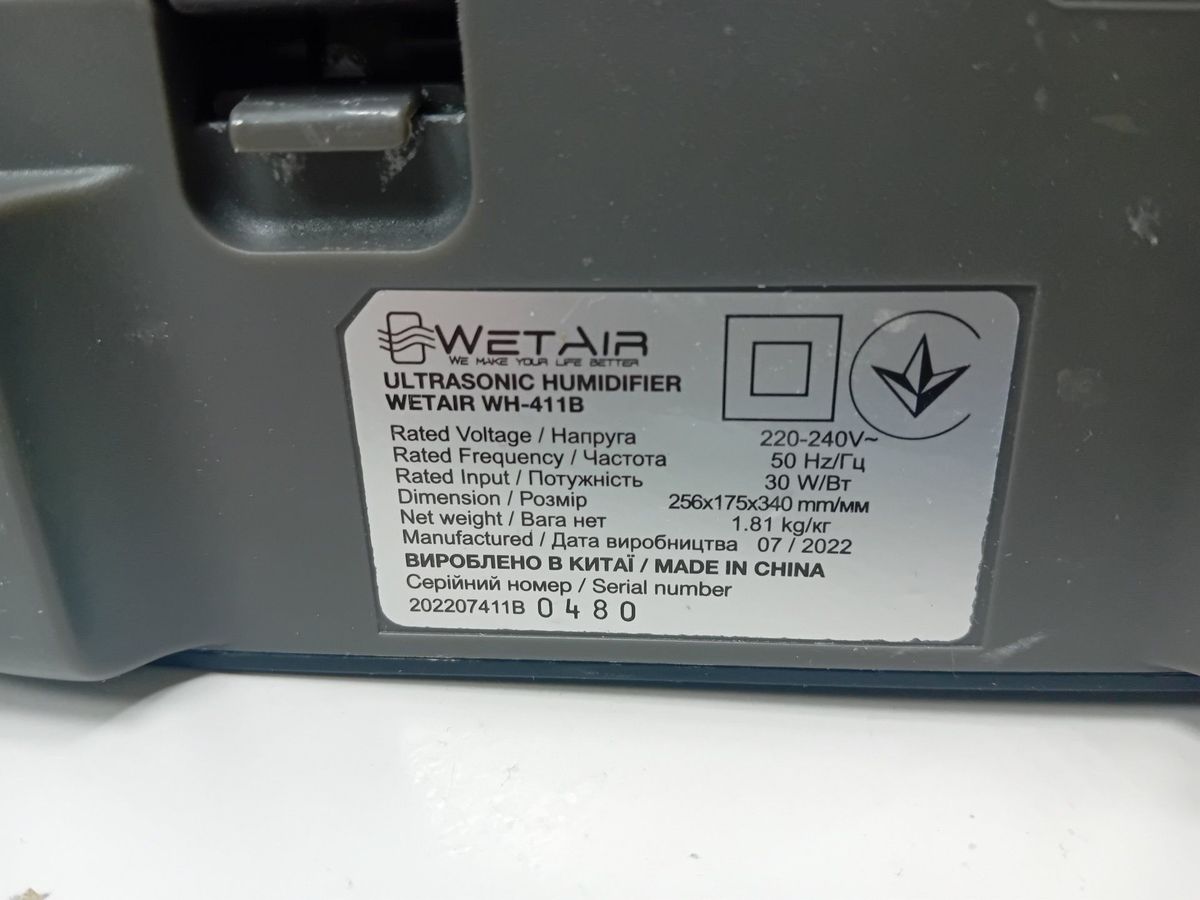 WETAIR
WE MAKE YOUR LIFE BETTER
ULTRASONIC HUMIDIFIER
WETAIR WH-411B
Rated Voltage / Напруга 220-240V~
Rated Frequency / Частота 50 Hz/Гц
Rated Input / Потужність 30 W/Вт
Dimension / Розмір 256x175x340 mm/мм
Net weight / Вага нет 1.81 kg/кг
Manufactured / Дата виробництва 07 / 2022
ВИРОБЛЕНО В КИТАЇ / MADE IN CHINA
Серійний номер / Serial number
202207411B 0480